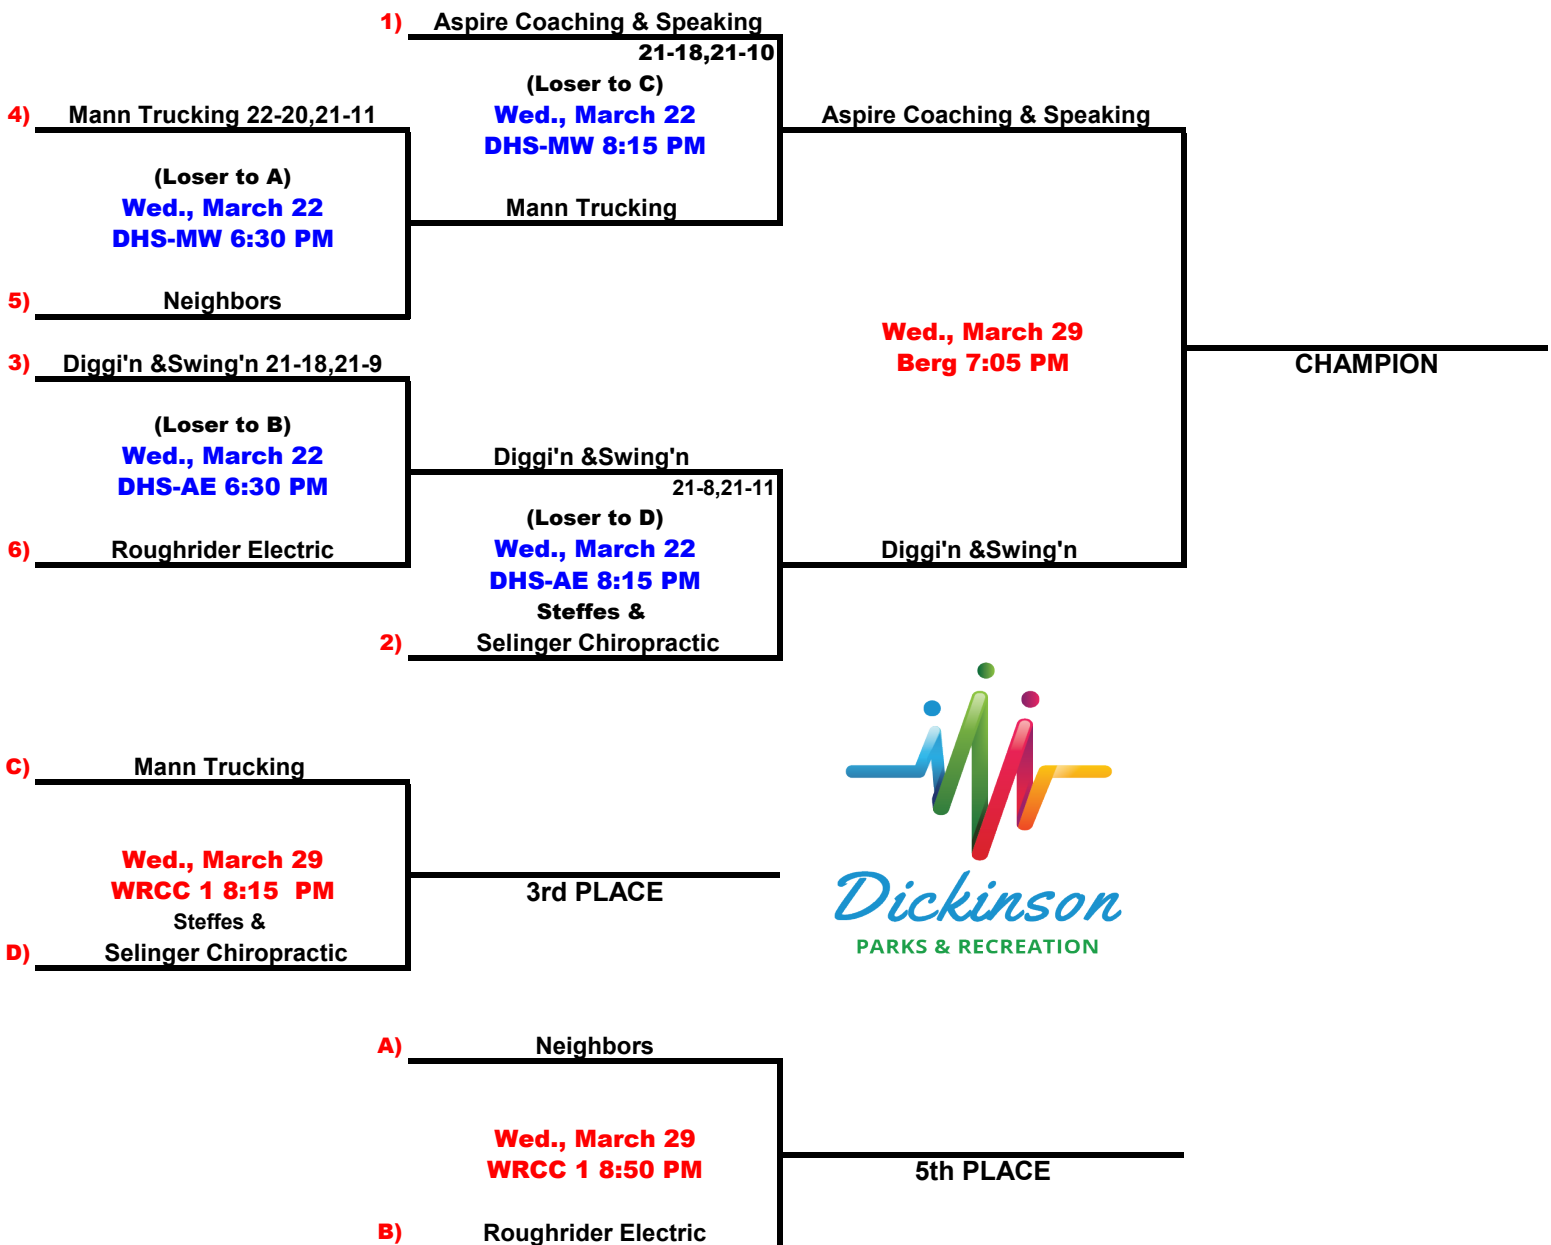 1) Aspire Coaching & Speaking
21-18,21-10
(Loser to C)
Wed., March 22
DHS-MW 8:15 PM
4) Mann Trucking 22-20,21-11
Aspire Coaching & Speaking
(Loser to A)
Wed., March 22
DHS-MW 6:30 PM
Mann Trucking
5) Neighbors
Wed., March 29
Berg 7:05 PM
CHAMPION
3) Diggi'n &Swing'n 21-18,21-9
(Loser to B)
Wed., March 22
DHS-AE 6:30 PM
Diggi'n &Swing'n
21-8,21-11
(Loser to D)
Wed., March 22
DHS-AE 8:15 PM
6) Roughrider Electric
Diggi'n &Swing'n
Steffes &
2) Selinger Chiropractic
C) Mann Trucking
Wed., March 29
WRCC 1 8:15  PM
Steffes &
D) Selinger Chiropractic
3rd PLACE
Dickinson
PARKS & RECREATION
A) Neighbors
Wed., March 29
WRCC 1 8:50 PM
5th PLACE
B) Roughrider Electric